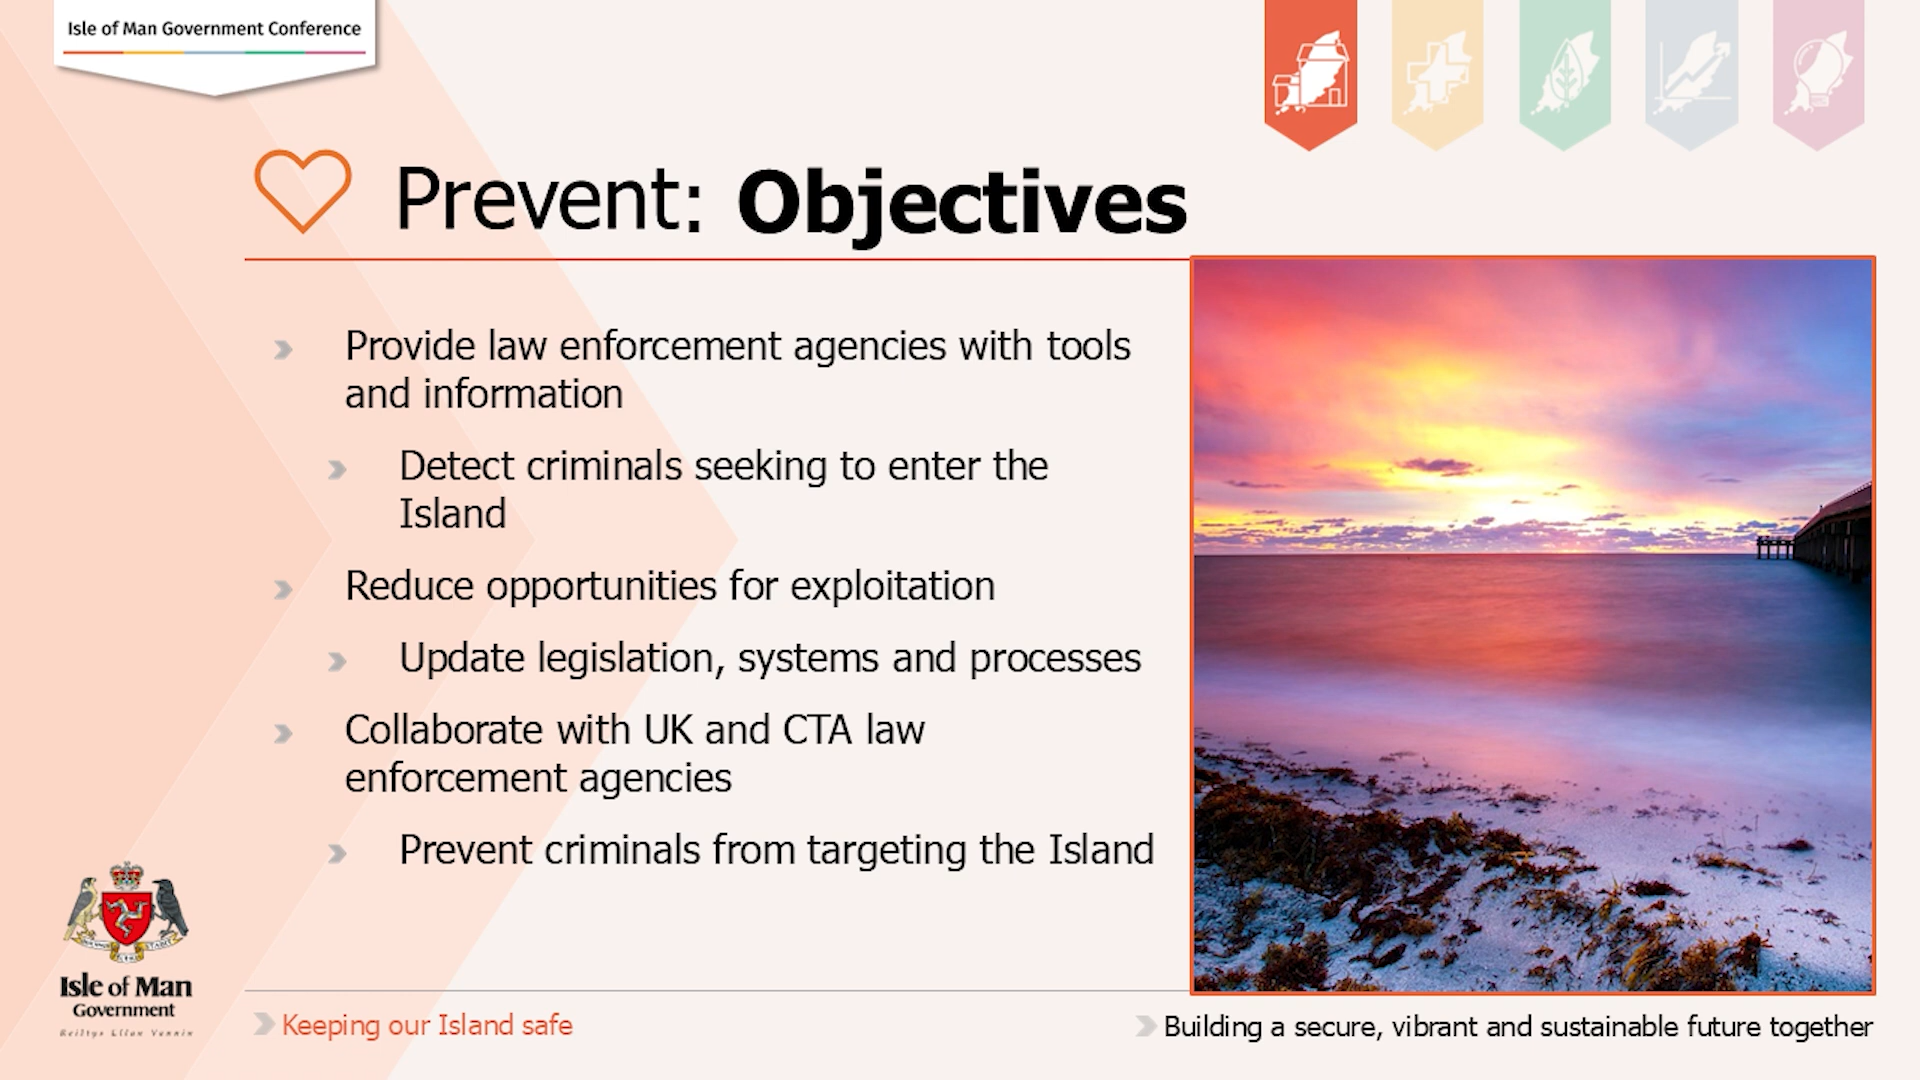 Isle of Man Government Conference
Prevent: Objectives
Provide law enforcement agencies with tools
and information
Detect criminals seeking to enter the
Island
Reduce opportunities for exploitation
Update legislation, systems and processes
Collaborate with UK and CTA law
enforcement agencies
Prevent criminals from targeting the Island
Isle of Man
Government
Reiltys Ellan Vannin
Keeping our Island safe
Building a secure, vibrant and sustainable future together